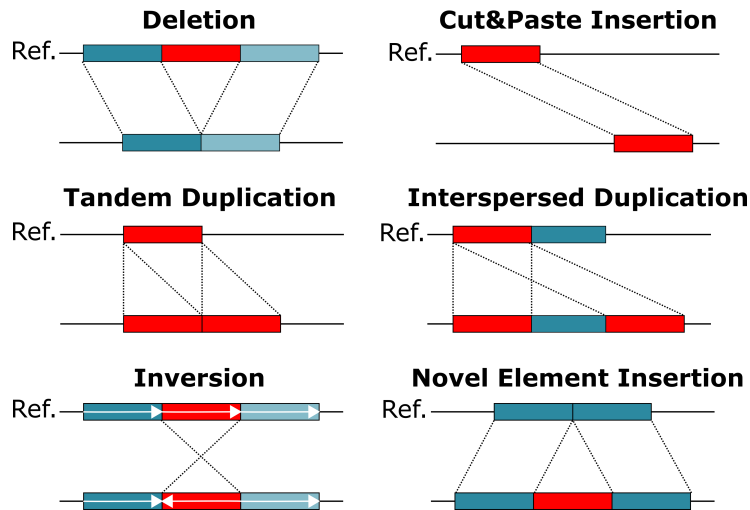 Deletion
Cut&Paste Insertion
Ref.
Ref.
Tandem Duplication
Interspersed Duplication
Ref.
Ref.
Inversion
Novel Element Insertion
Ref.
Ref.